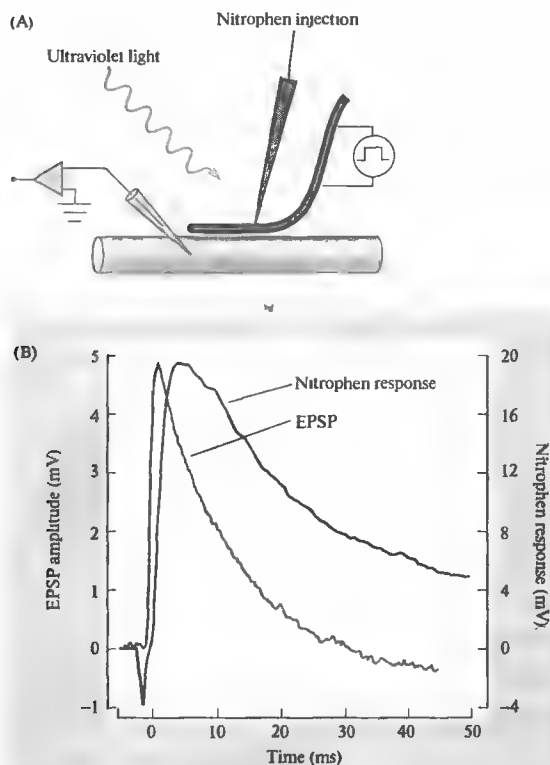 (A)
Nitrophen injection
Ultraviolet light
(B)
Nitrophen response
EPSP
EPSP amplitude (mV)
5
4
3
2
1
0
−1
Nitrophen response (mV).
20
16
12
8
4
0
−4
0
10
20
30
40
50
Time (ms)